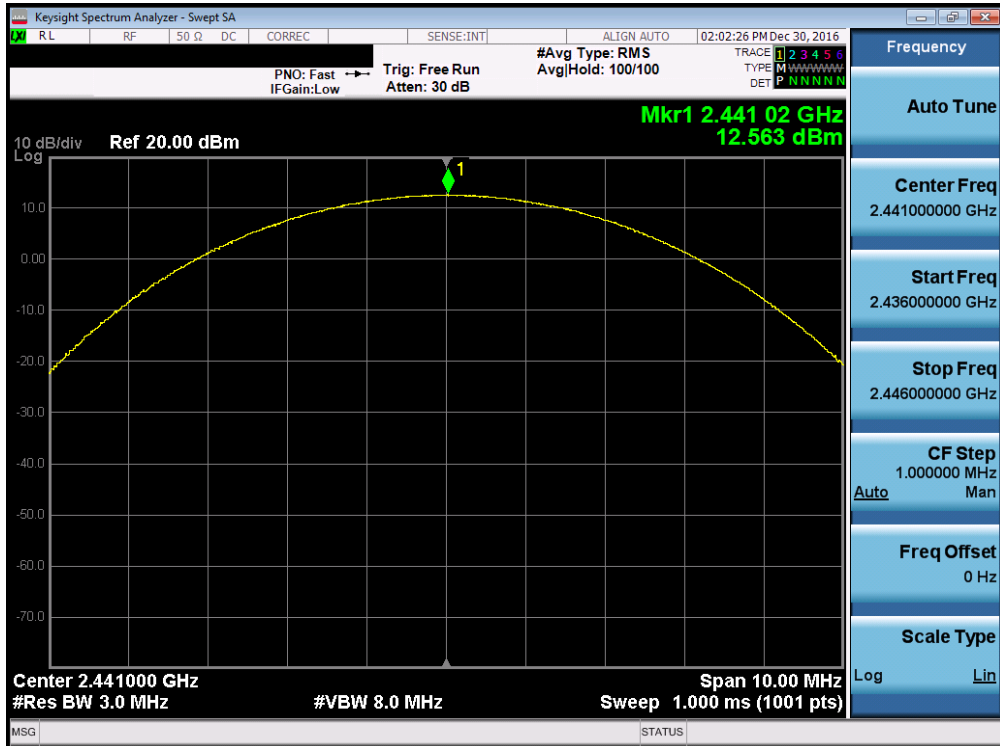 Keysight Spectrum Analyzer - Swept SA
LXI RL RF 50 Ω DC CORREC SENSE:INT ALIGN AUTO 02:02:26 PM Dec 30, 2016
PNO: Fast
IFGain:Low
Trig: Free Run
Atten: 30 dB
#Avg Type: RMS
Avg|Hold: 100/100
TRACE 1 2 3 4 5 6
TYPE M WWWWW
DET P N N N N N
Mkr1 2.441 02 GHz
12.563 dBm
10 dB/div
Log
Ref 20.00 dBm
1
10.0
0.00
-10.0
-20.0
-30.0
-40.0
-50.0
-60.0
-70.0
Center 2.441000 GHz
Span 10.00 MHz
#Res BW 3.0 MHz
#VBW 8.0 MHz
Sweep 1.000 ms (1001 pts)
MSG
STATUS
Frequency
Auto Tune
Center Freq
2.441000000 GHz
Start Freq
2.436000000 GHz
Stop Freq
2.446000000 GHz
CF Step
1.000000 MHz
Auto Man
Freq Offset
0 Hz
Scale Type
Log Lin